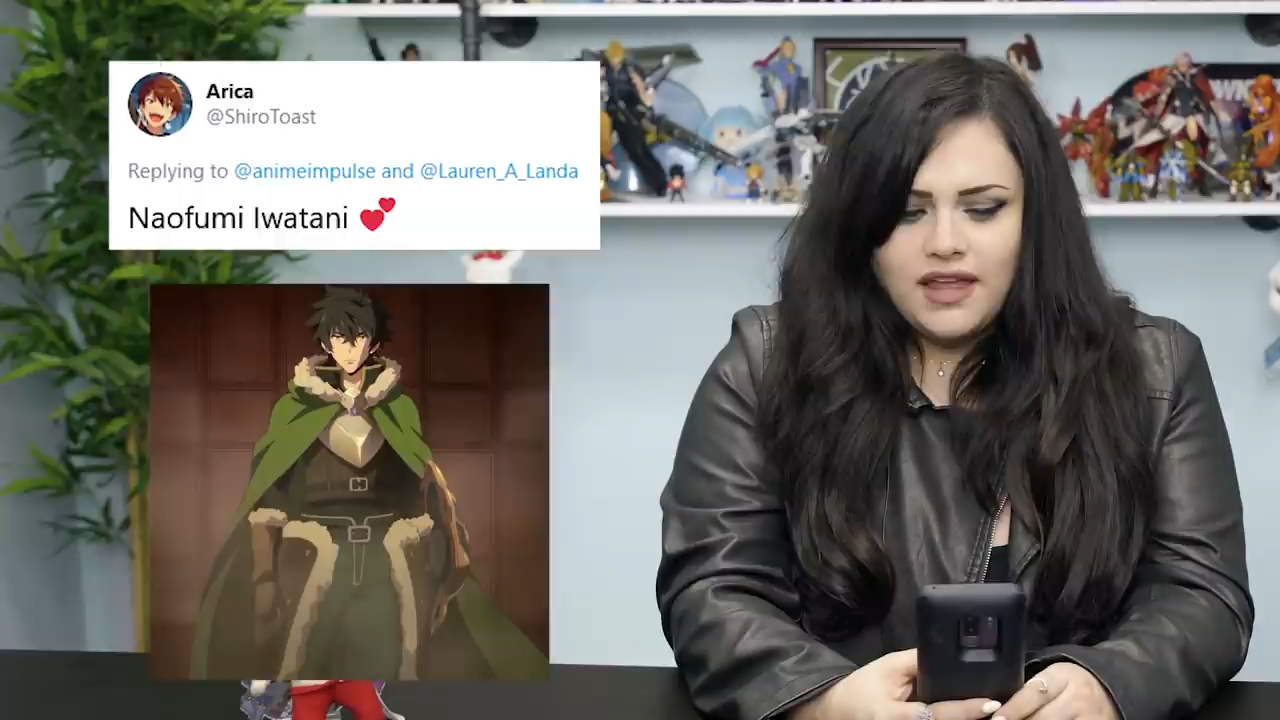 Arica
@ShiroToast
Replying to @animeimpulse and @Lauren_A_Landa
Naofumi Iwatani 💕